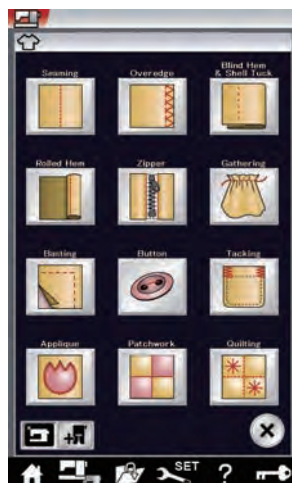 Seaming Overedge Blind Hem & Shell Tuck
Rolled Hem Zipper Gathering
Basting Button Tacking
Applique Patchwork Quilting
SET ?